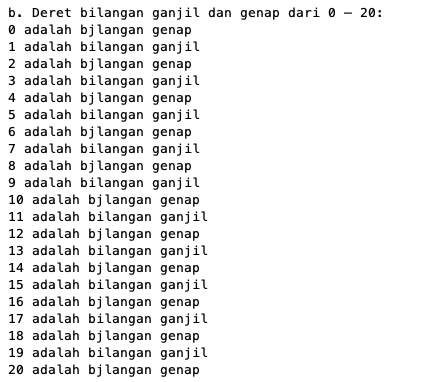 b. Deret bilangan ganjil dan genap dari 0 – 20:
0 adalah bjlangan genap
1 adalah bilangan ganjil
2 adalah bjlangan genap
3 adalah bilangan ganjil
4 adalah bjlangan genap
5 adalah bilangan ganjil
6 adalah bjlangan genap
7 adalah bilangan ganjil
8 adalah bjlangan genap
9 adalah bilangan ganjil
10 adalah bjlangan genap
11 adalah bilangan ganjil
12 adalah bjlangan genap
13 adalah bilangan ganjil
14 adalah bjlangan genap
15 adalah bilangan ganjil
16 adalah bjlangan genap
17 adalah bilangan ganjil
18 adalah bjlangan genap
19 adalah bilangan ganjil
20 adalah bjlangan genap